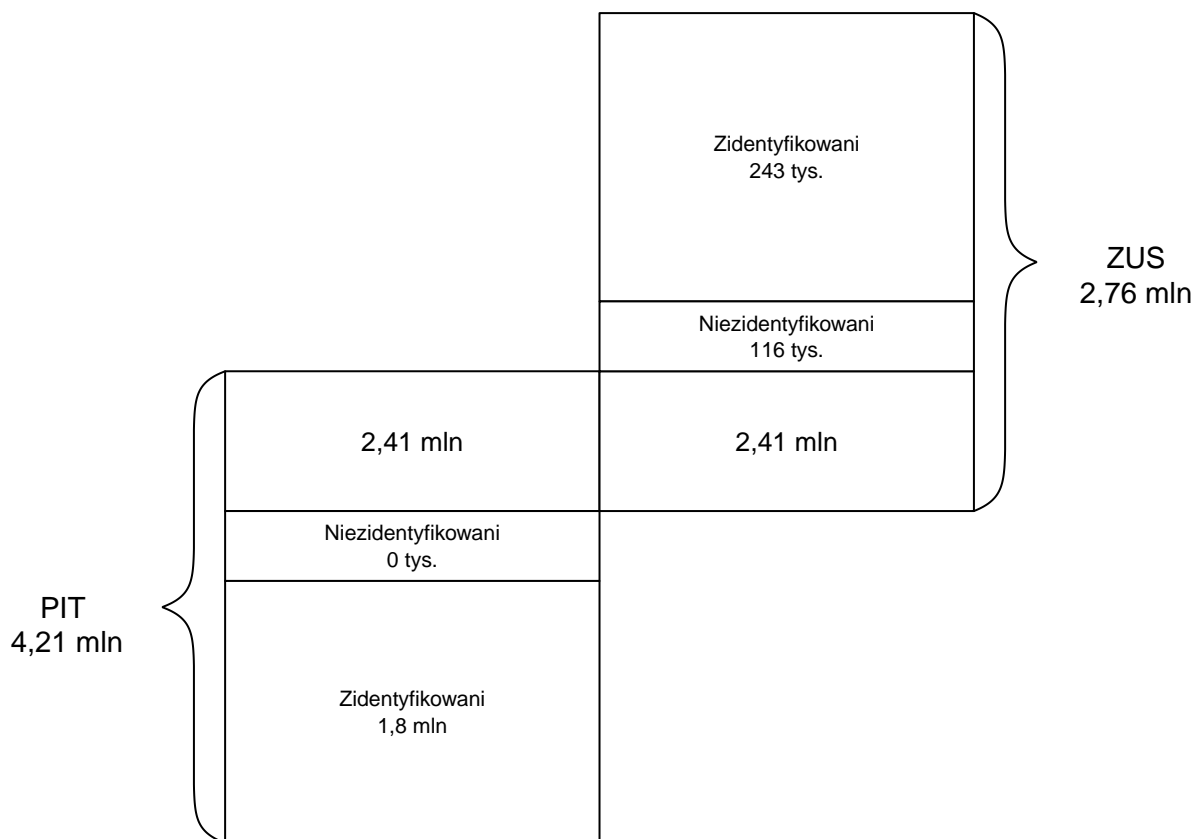 Zidentyfikowani
243 tys.
ZUS
2,76 mln
Niezidentyfikowani
116 tys.
2,41 mln
2,41 mln
Niezidentyfikowani
0 tys.
PIT
4,21 mln
Zidentyfikowani
1,8 mln